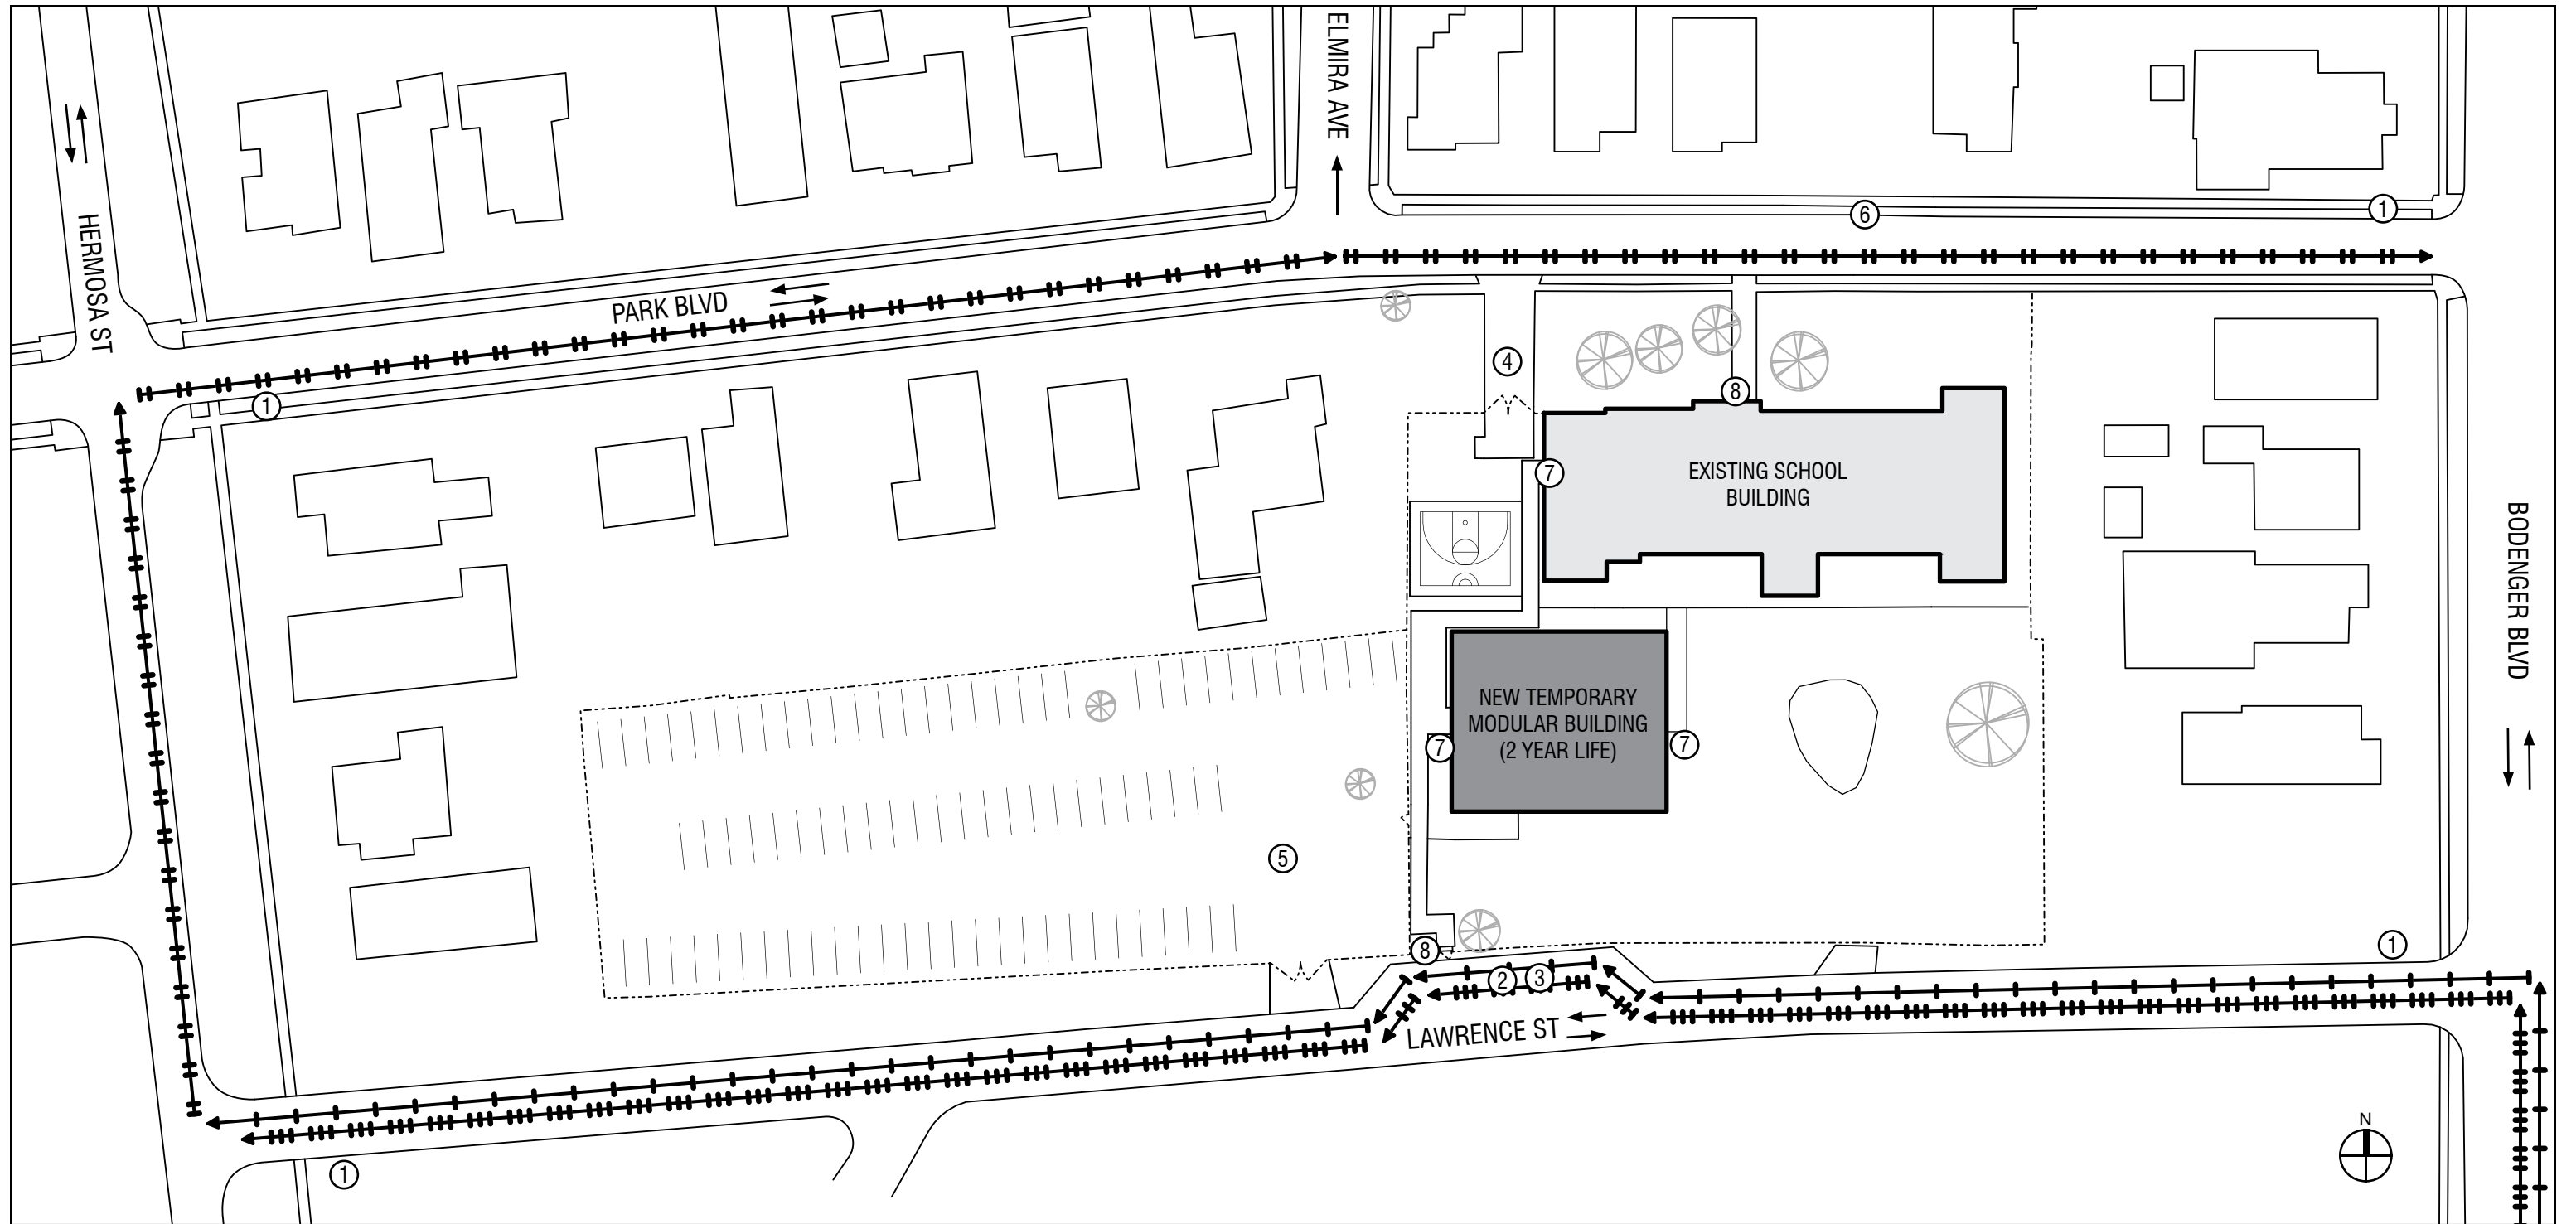 ELMIRA AVE
6
1
HERMOSA ST
PARK BLVD
4
8
1
7
EXISTING SCHOOL
BUILDING
BODENGER BLVD
NEW TEMPORARY
MODULAR BUILDING
(2 YEAR LIFE)
7
7
5
8
1
2
3
LAWRENCE ST
N
1